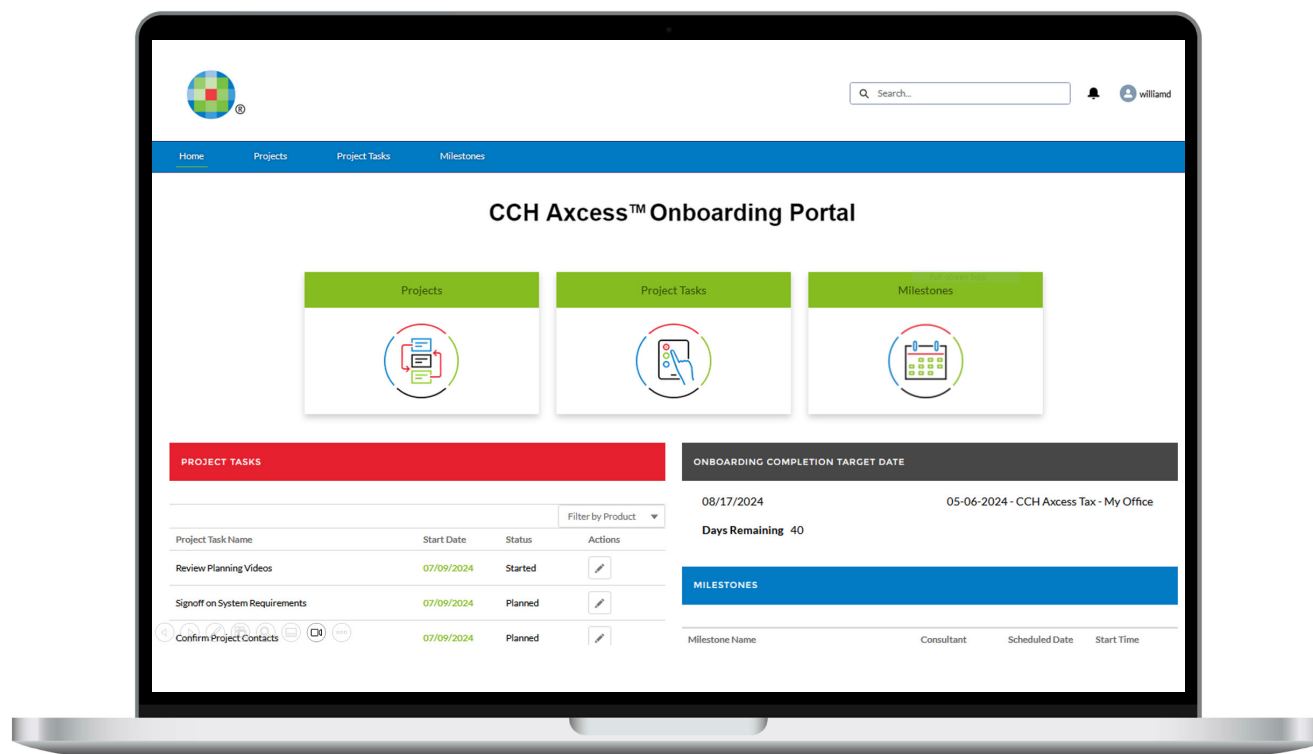 ®
Search...
williamd
Home Projects Project Tasks Milestones
CCH Axcess™ Onboarding Portal
Projects Project Tasks Milestones
PROJECT TASKS
Filter by Product
Project Task Name Start Date Status Actions
Review Planning Videos 07/09/2024 Started
Signoff on System Requirements 07/09/2024 Planned
Confirm Project Contacts 07/09/2024 Planned
ONBOARDING COMPLETION TARGET DATE
08/17/2024 05-06-2024 - CCH Axcess Tax - My Office
Days Remaining 40
MILESTONES
Milestone Name Consultant Scheduled Date Start Time